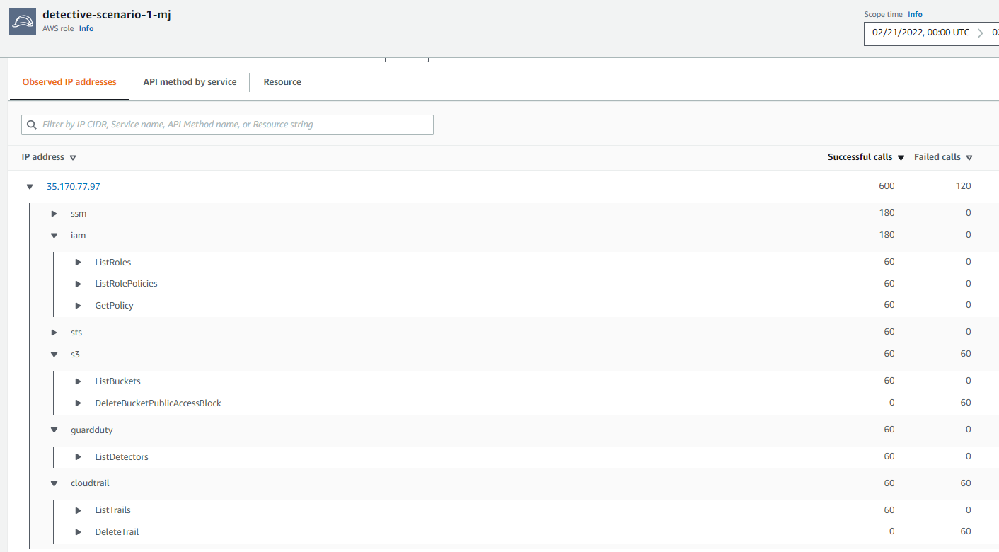 detective-scenario-1-mj
AWS role Info
Scope time Info
02/21/2022, 00:00 UTC
Observed IP addresses API method by service Resource
Filter by IP CIDR, Service name, API Method name, or Resource string
IP address Successful calls Failed calls
35.170.77.97 600 120
ssm 180 0
iam 180 0
ListRoles 60 0
ListRolePolicies 60 0
GetPolicy 60 0
sts 60 0
s3 60 60
ListBuckets 60 0
DeleteBucketPublicAccessBlock 0 60
guardduty 60 0
ListDetectors 60 0
cloudtrail 60 60
ListTrails 60 0
DeleteTrail 0 60